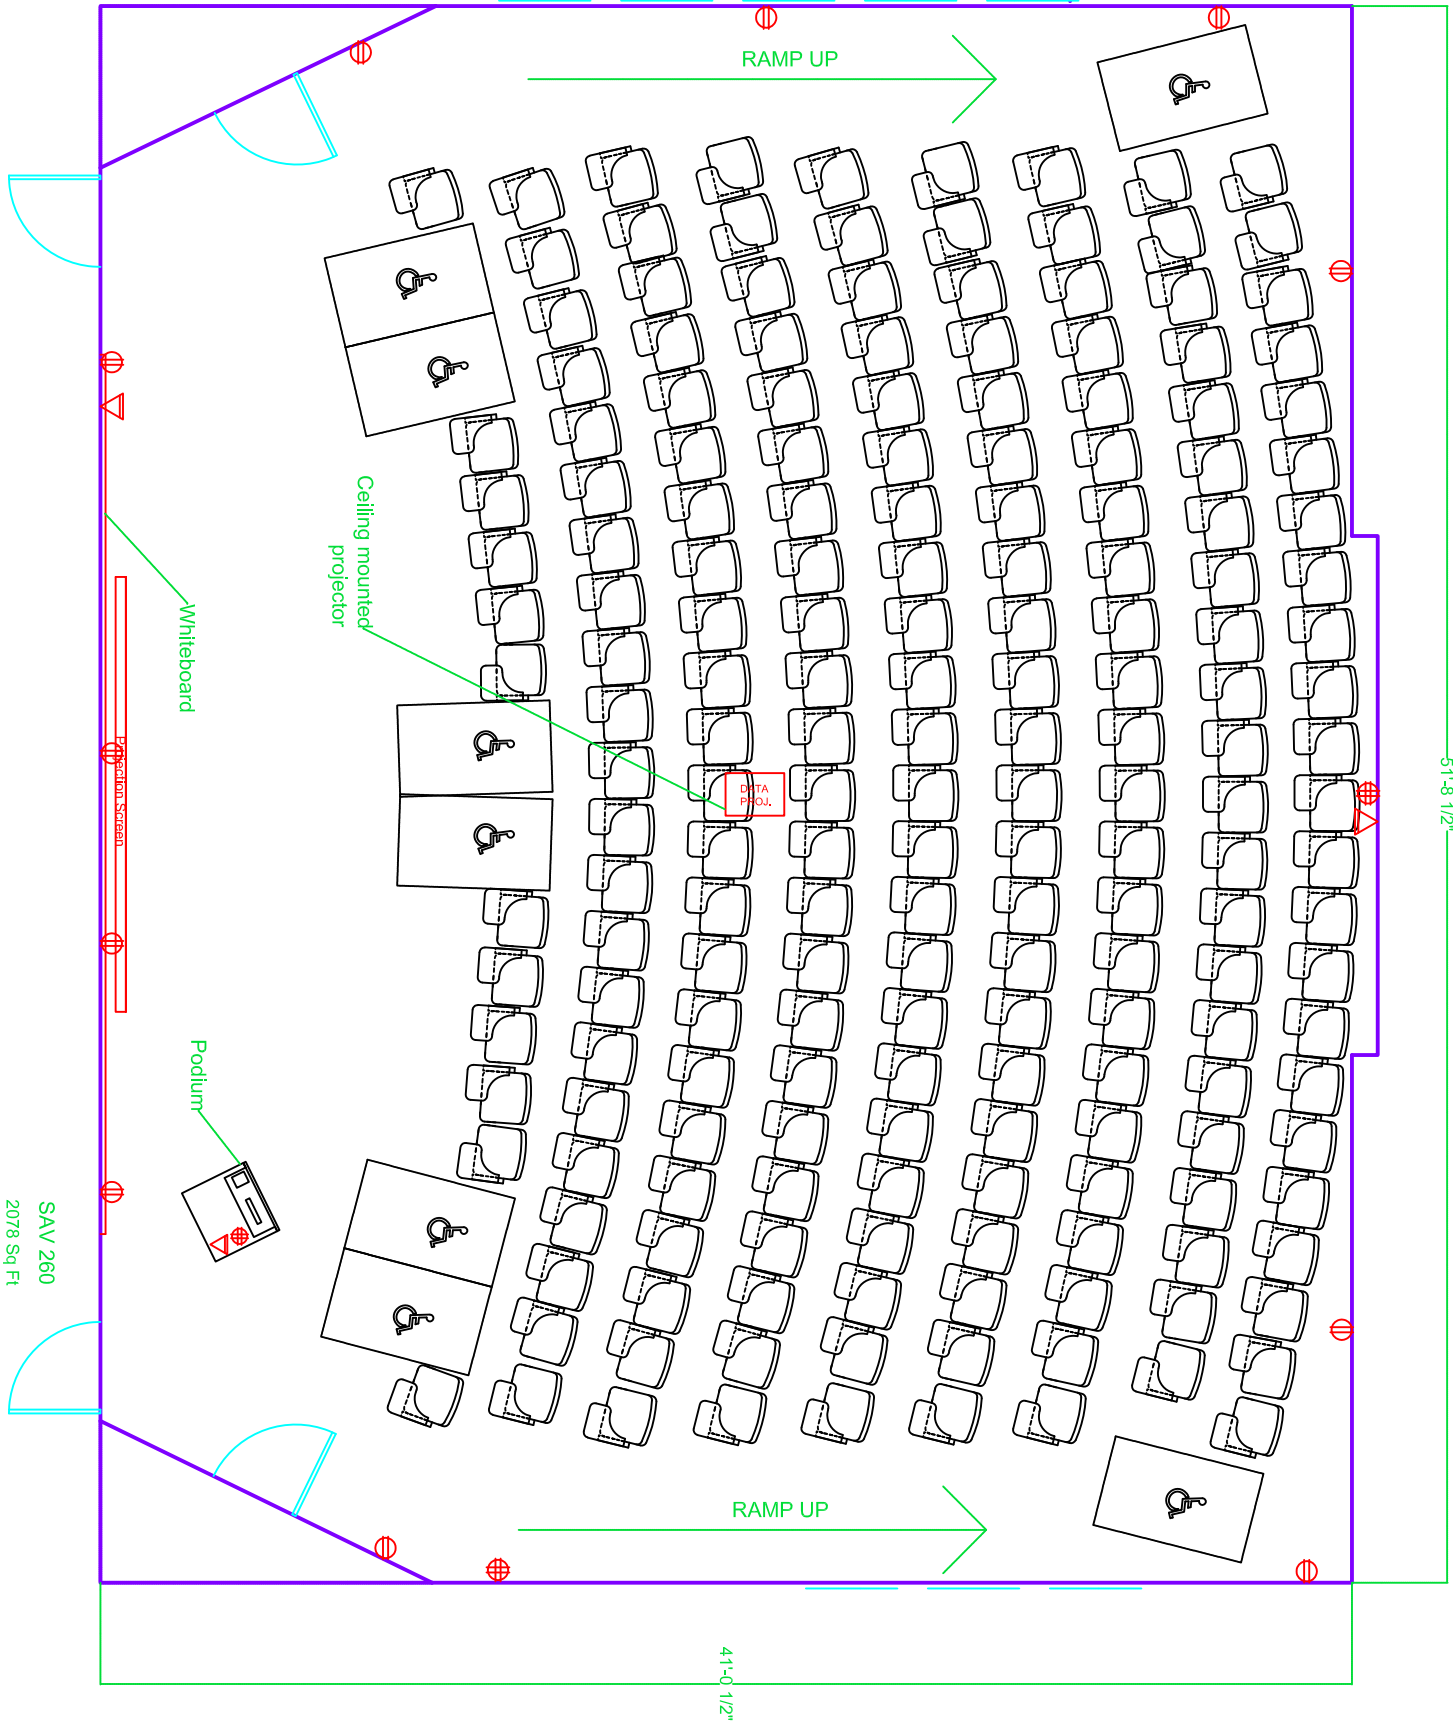 RAMP UP
Ceiling mounted
projector
Whiteboard
Projection Screen
DATA
PROJ.
51'-8 1/2"
Podium
SAV 260
2078 Sq Ft
RAMP UP
41'-0 1/2"